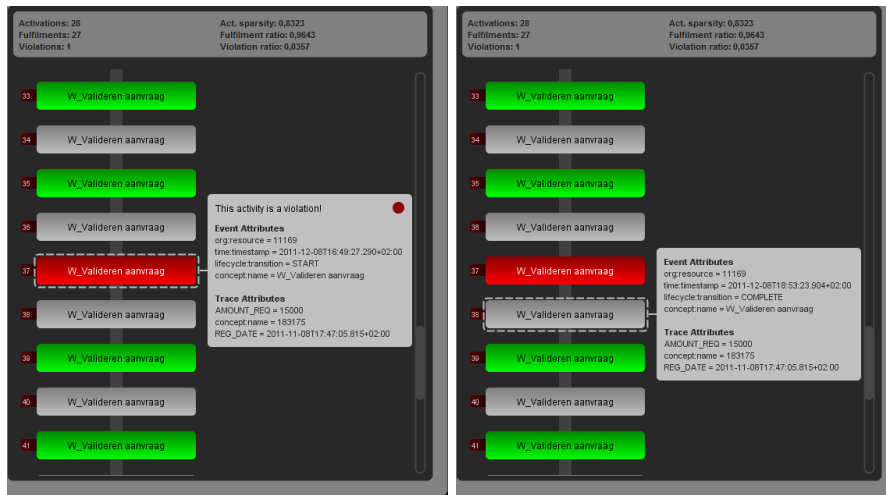 Activations: 28
Fulfilments: 27
Violations: 1
Act. sparsity: 0,8323
Fulfilment ratio: 0,9643
Violation ratio: 0,0357
33 W_Valideren aanvraag
34 W_Valideren aanvraag
35 W_Valideren aanvraag
36 W_Valideren aanvraag
37 W_Valideren aanvraag
38 W_Valideren aanvraag
39 W_Valideren aanvraag
40 W_Valideren aanvraag
41 W_Valideren aanvraag
This activity is a violation!
Event Attributes
org:resource = 11169
time:timestamp = 2011-12-08T16:49:27.290+02:00
lifecycle:transition = START
concept:name = W_Valideren aanvraag
Trace Attributes
AMOUNT_REQ = 15000
concept:name = 183175
REG_DATE = 2011-11-08T17:47:05.815+02:00
Activations: 28
Fulfilments: 27
Violations: 1
Act. sparsity: 0,8323
Fulfilment ratio: 0,9643
Violation ratio: 0,0357
33 W_Valideren aanvraag
34 W_Valideren aanvraag
35 W_Valideren aanvraag
36 W_Valideren aanvraag
37 W_Valideren aanvraag
38 W_Valideren aanvraag
39 W_Valideren aanvraag
40 W_Valideren aanvraag
41 W_Valideren aanvraag
Event Attributes
org:resource = 11169
time:timestamp = 2011-12-08T18:53:23.904+02:00
lifecycle:transition = COMPLETE
concept:name = W_Valideren aanvraag
Trace Attributes
AMOUNT_REQ = 15000
concept:name = 183175
REG_DATE = 2011-11-08T17:47:05.815+02:00